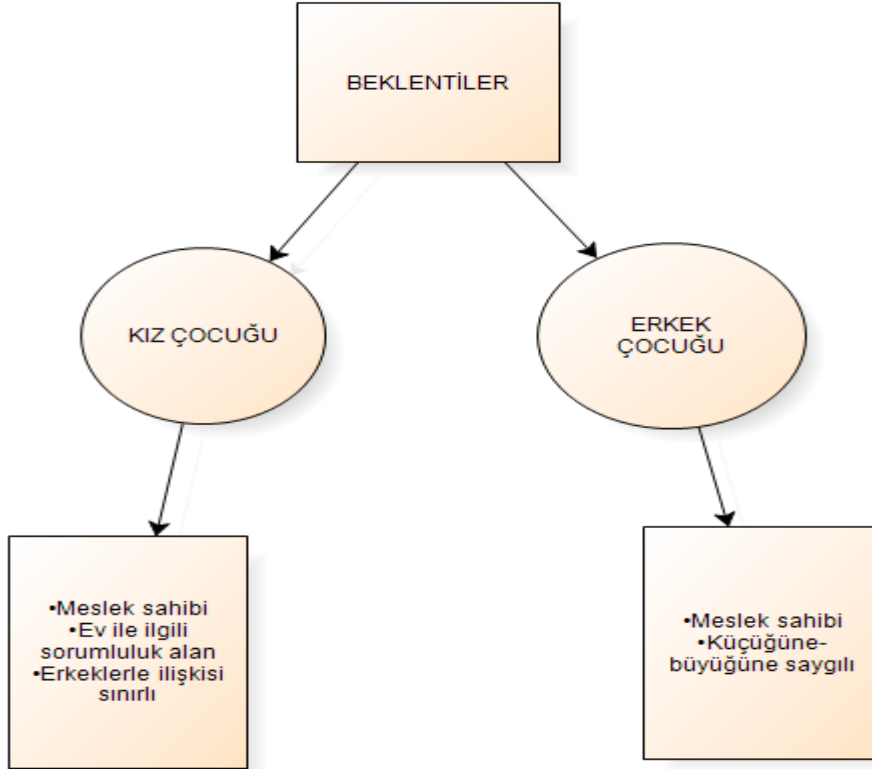 BEKLENTİLER
KIZ ÇOCUĞU
ERKEK
ÇOCUĞU
•Meslek sahibi
•Ev ile ilgili
sorumluluk alan
•Erkeklerle ilişkisi
sınırlı
•Meslek sahibi
•Küçüğüne-
büyüğüne saygılı